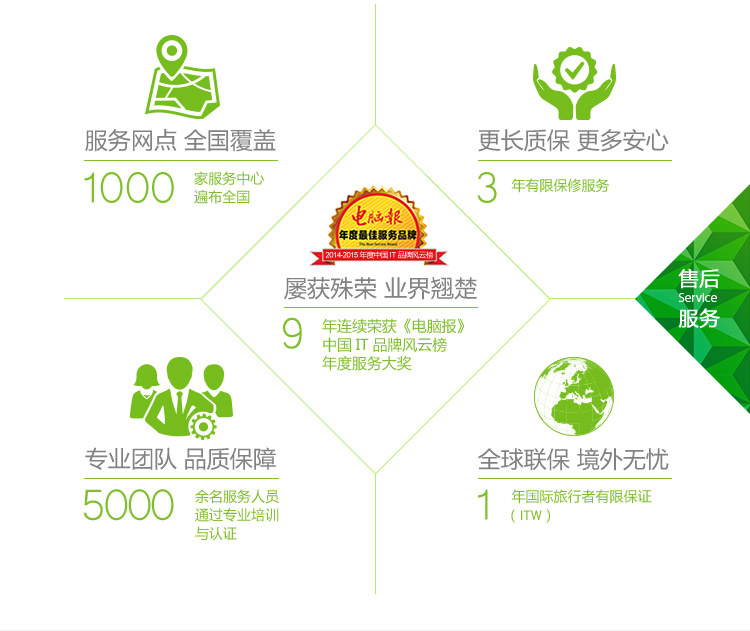 服务网点 全国覆盖
1000 家服务中心
遍布全国
更长质保 更多安心
3 年有限保修服务
电脑报
年度最佳服务品牌
The Best Service Brand
2014-2015 年度中国 IT 品牌风云榜
屡获殊荣 业界翘楚
9 年连续荣获《电脑报》
中国 IT 品牌风云榜
年度服务大奖
售后
Service
服务
专业团队 品质保障
5000 余名服务人员
通过专业培训
与认证
全球联保 境外无忧
1 年国际旅行者有限保证
（ITW）